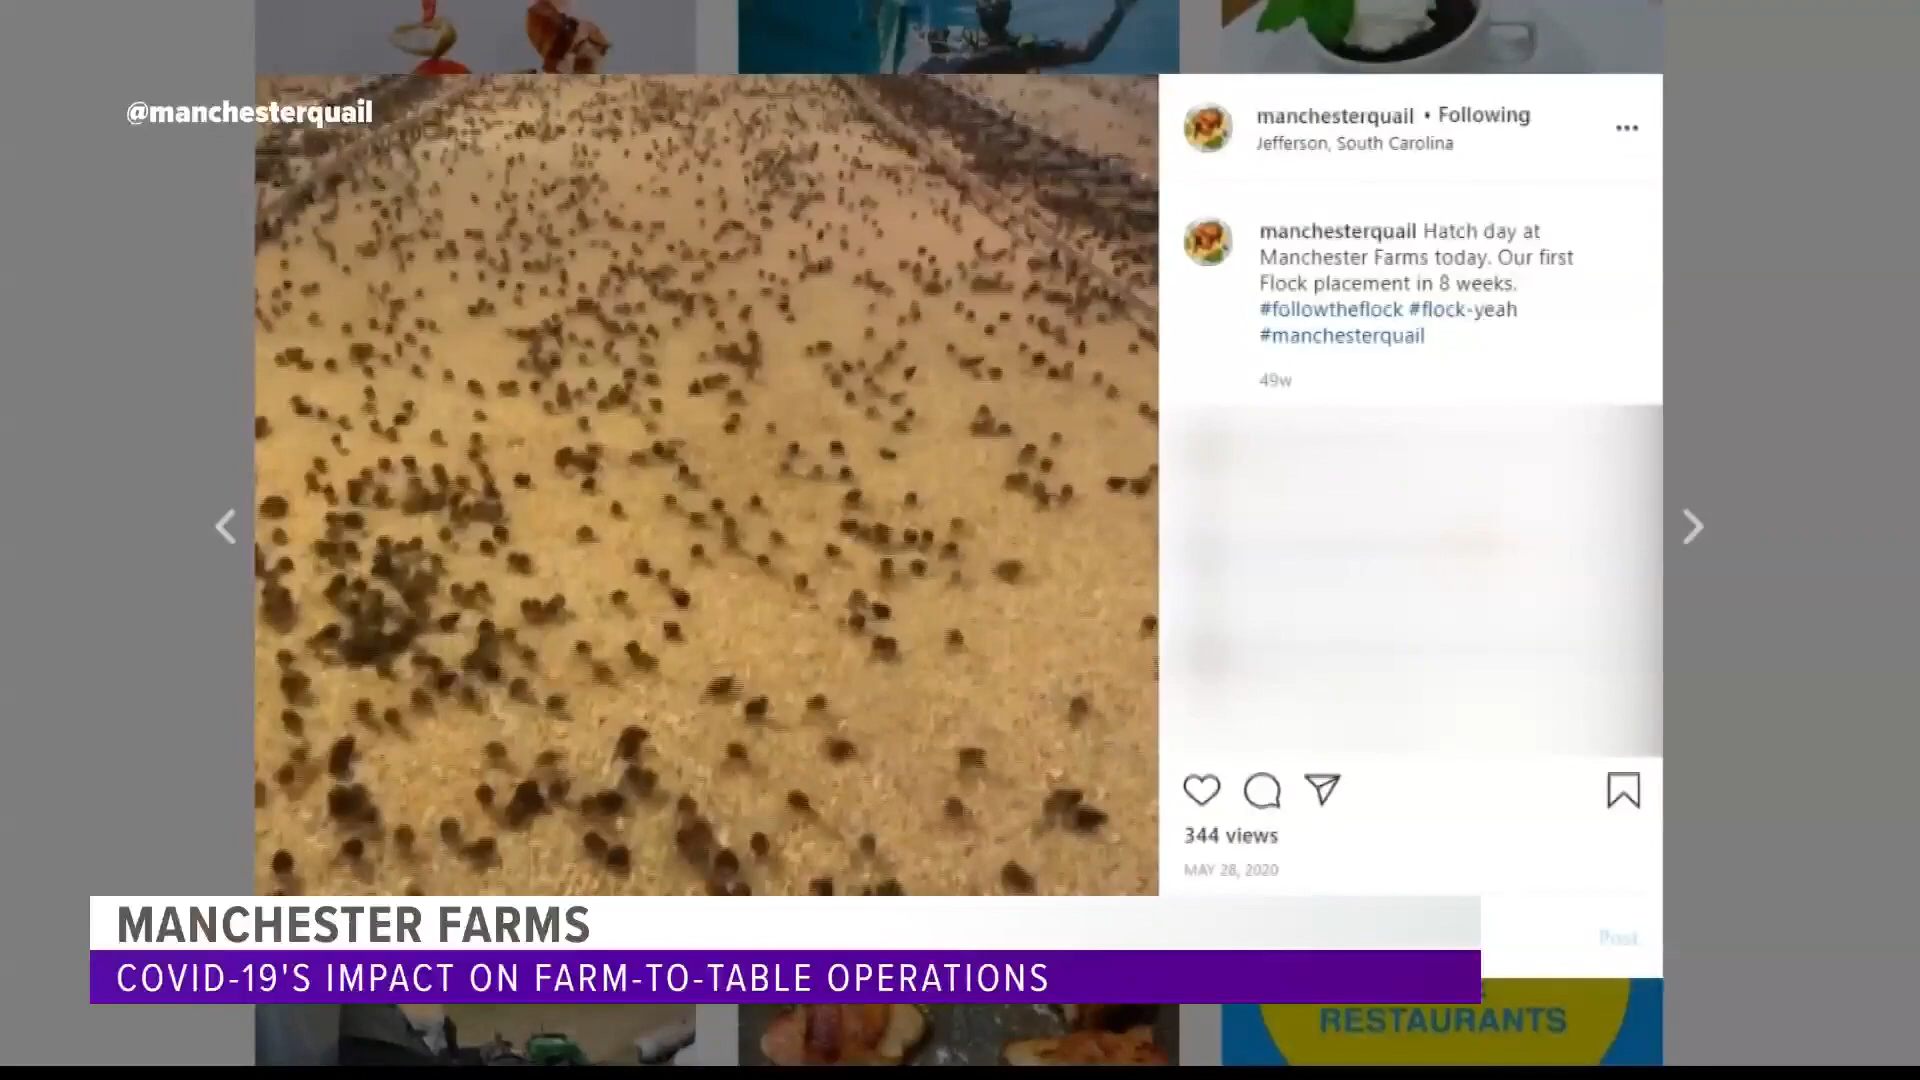 @manchesterquail
manchesterquail • Following
Jefferson, South Carolina
manchesterquail Hatch day at
Manchester Farms today. Our first
Flock placement in 8 weeks.
#followtheflock #flock-yeah
#manchesterquail
49w
344 views
MAY 28, 2020
Post
MANCHESTER FARMS
COVID-19'S IMPACT ON FARM-TO-TABLE OPERATIONS
RESTAURANTS